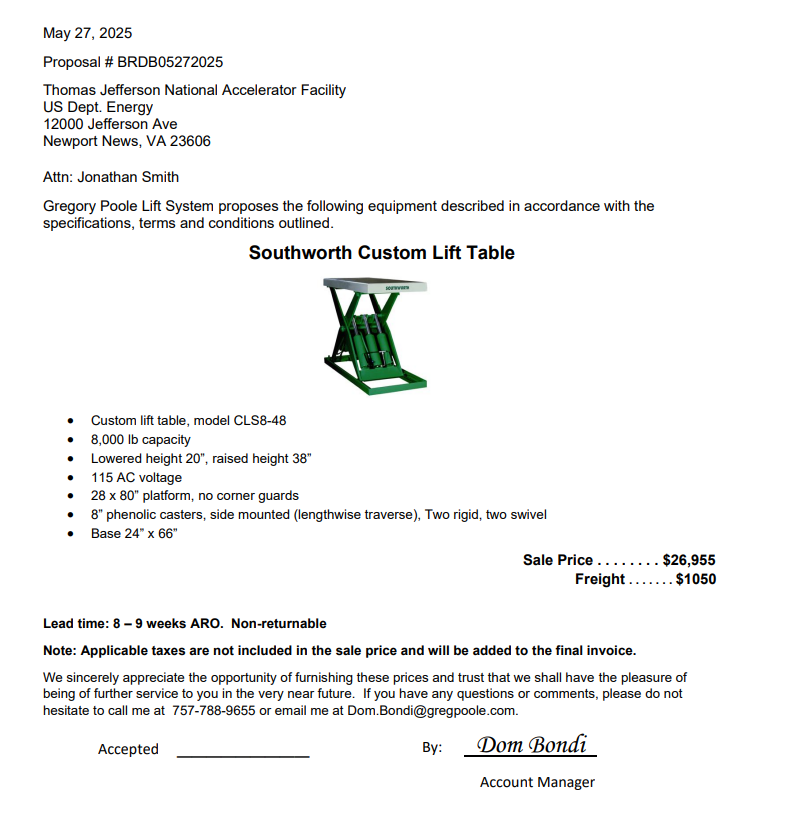 May 27, 2025
Proposal # BRDB05272025
Thomas Jefferson National Accelerator Facility
US Dept. Energy
12000 Jefferson Ave
Newport News, VA 23606
Attn: Jonathan Smith
Gregory Poole Lift System proposes the following equipment described in accordance with the
specifications, terms and conditions outlined.
Southworth Custom Lift Table
SOUTHWORTH
• Custom lift table, model CLS8-48
• 8,000 lb capacity
• Lowered height 20”, raised height 38”
• 115 AC voltage
• 28 x 80” platform, no corner guards
• 8” phenolic casters, side mounted (lengthwise traverse), Two rigid, two swivel
• Base 24” x 66”
Sale Price . . . . . . . . $26,955
Freight . . . . . . . $1050
Lead time: 8 – 9 weeks ARO.  Non-returnable
Note: Applicable taxes are not included in the sale price and will be added to the final invoice.
We sincerely appreciate the opportunity of furnishing these prices and trust that we shall have the pleasure of
being of further service to you in the very near future.  If you have any questions or comments, please do not
hesitate to call me at  757-788-9655 or email me at Dom.Bondi@gregpoole.com.
Accepted _________________ By: Dom Bondi
Account Manager